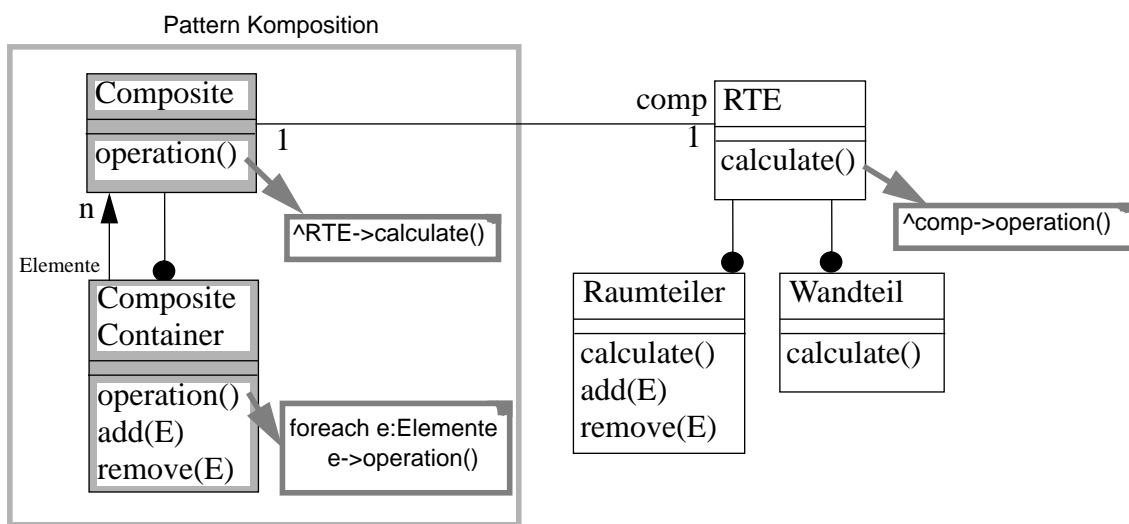 Pattern Komposition
Composite
operation()
1
n
Elemente
^RTE->calculate()
Composite
Container
operation()
add(E)
remove(E)
foreach e:Elemente
e->operation()
comp
1
RTE
calculate()
^comp->operation()
Raumteiler
calculate()
add(E)
remove(E)
Wandteil
calculate()